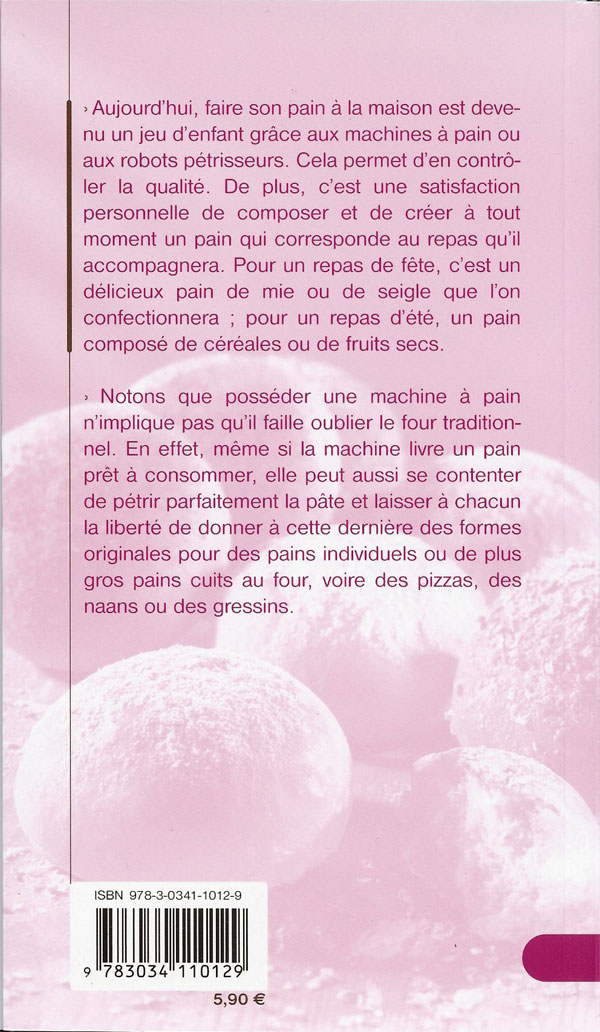 › Aujourd’hui, faire son pain à la maison est deve-
nu un jeu d’enfant grâce aux machines à pain ou
aux robots pétrisseurs. Cela permet d’en contrô-
ler la qualité. De plus, c’est une satisfaction
personnelle de composer et de créer à tout
moment un pain qui corresponde au repas qu’il
accompagnera. Pour un repas de fête, c’est un
délicieux pain de mie ou de seigle que l’on
confectionnera ; pour un repas d’été, un pain
composé de céréales ou de fruits secs.
› Notons que posséder une machine à pain
n’implique pas qu’il faille oublier le four tradition-
nel. En effet, même si la machine livre un pain
prêt à consommer, elle peut aussi se contenter
de pétrir parfaitement la pâte et laisser à chacun
la liberté de donner à cette dernière des formes
originales pour des pains individuels ou de plus
gros pains cuits au four, voire des pizzas, des
naans ou des gressins.
ISBN 978-3-0341-1012-9
9 783034 110129
5,90 €